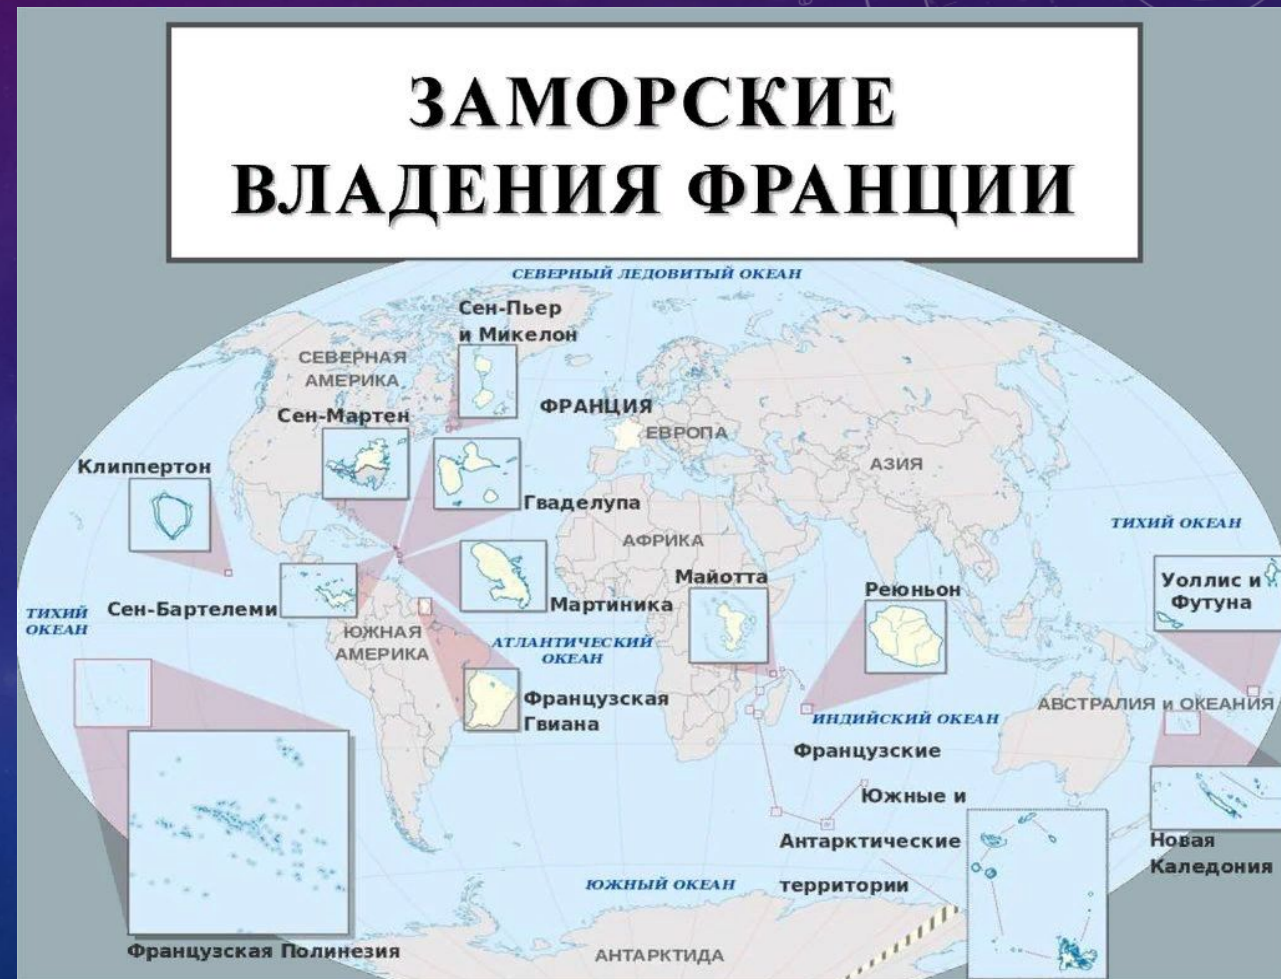 ЗАМОРСКИЕ
ВЛАДЕНИЯ ФРАНЦИИ
СЕВЕРНЫЙ ЛЕДОВИТЫЙ ОКЕАН
Сен-Пьер
и Микелон
СЕВЕРНАЯ
АМЕРИКА
Сен-Мартен
ФРАНЦИЯ
ЕВРОПА
АЗИЯ
Клиппертон
Гваделупа
ТИХИЙ ОКЕАН
АФРИКА
Майотта
Реюньон
Уоллис и
Футуна
Сен-Бартелеми
Мартиника
ТИХИЙ
ОКЕАН
ЮЖНАЯ
АМЕРИКА
АТЛАНТИЧЕСКИЙ
ОКЕАН
Французская
Гвиана
АВСТРАЛИЯ и ОКЕАНИЯ
ИНДИЙСКИЙ ОКЕАН
Французские
Южные и
Антарктические
территории
Новая
Каледония
ЮЖНЫЙ ОКЕАН
Французская Полинезия
АНТАРКТИДА